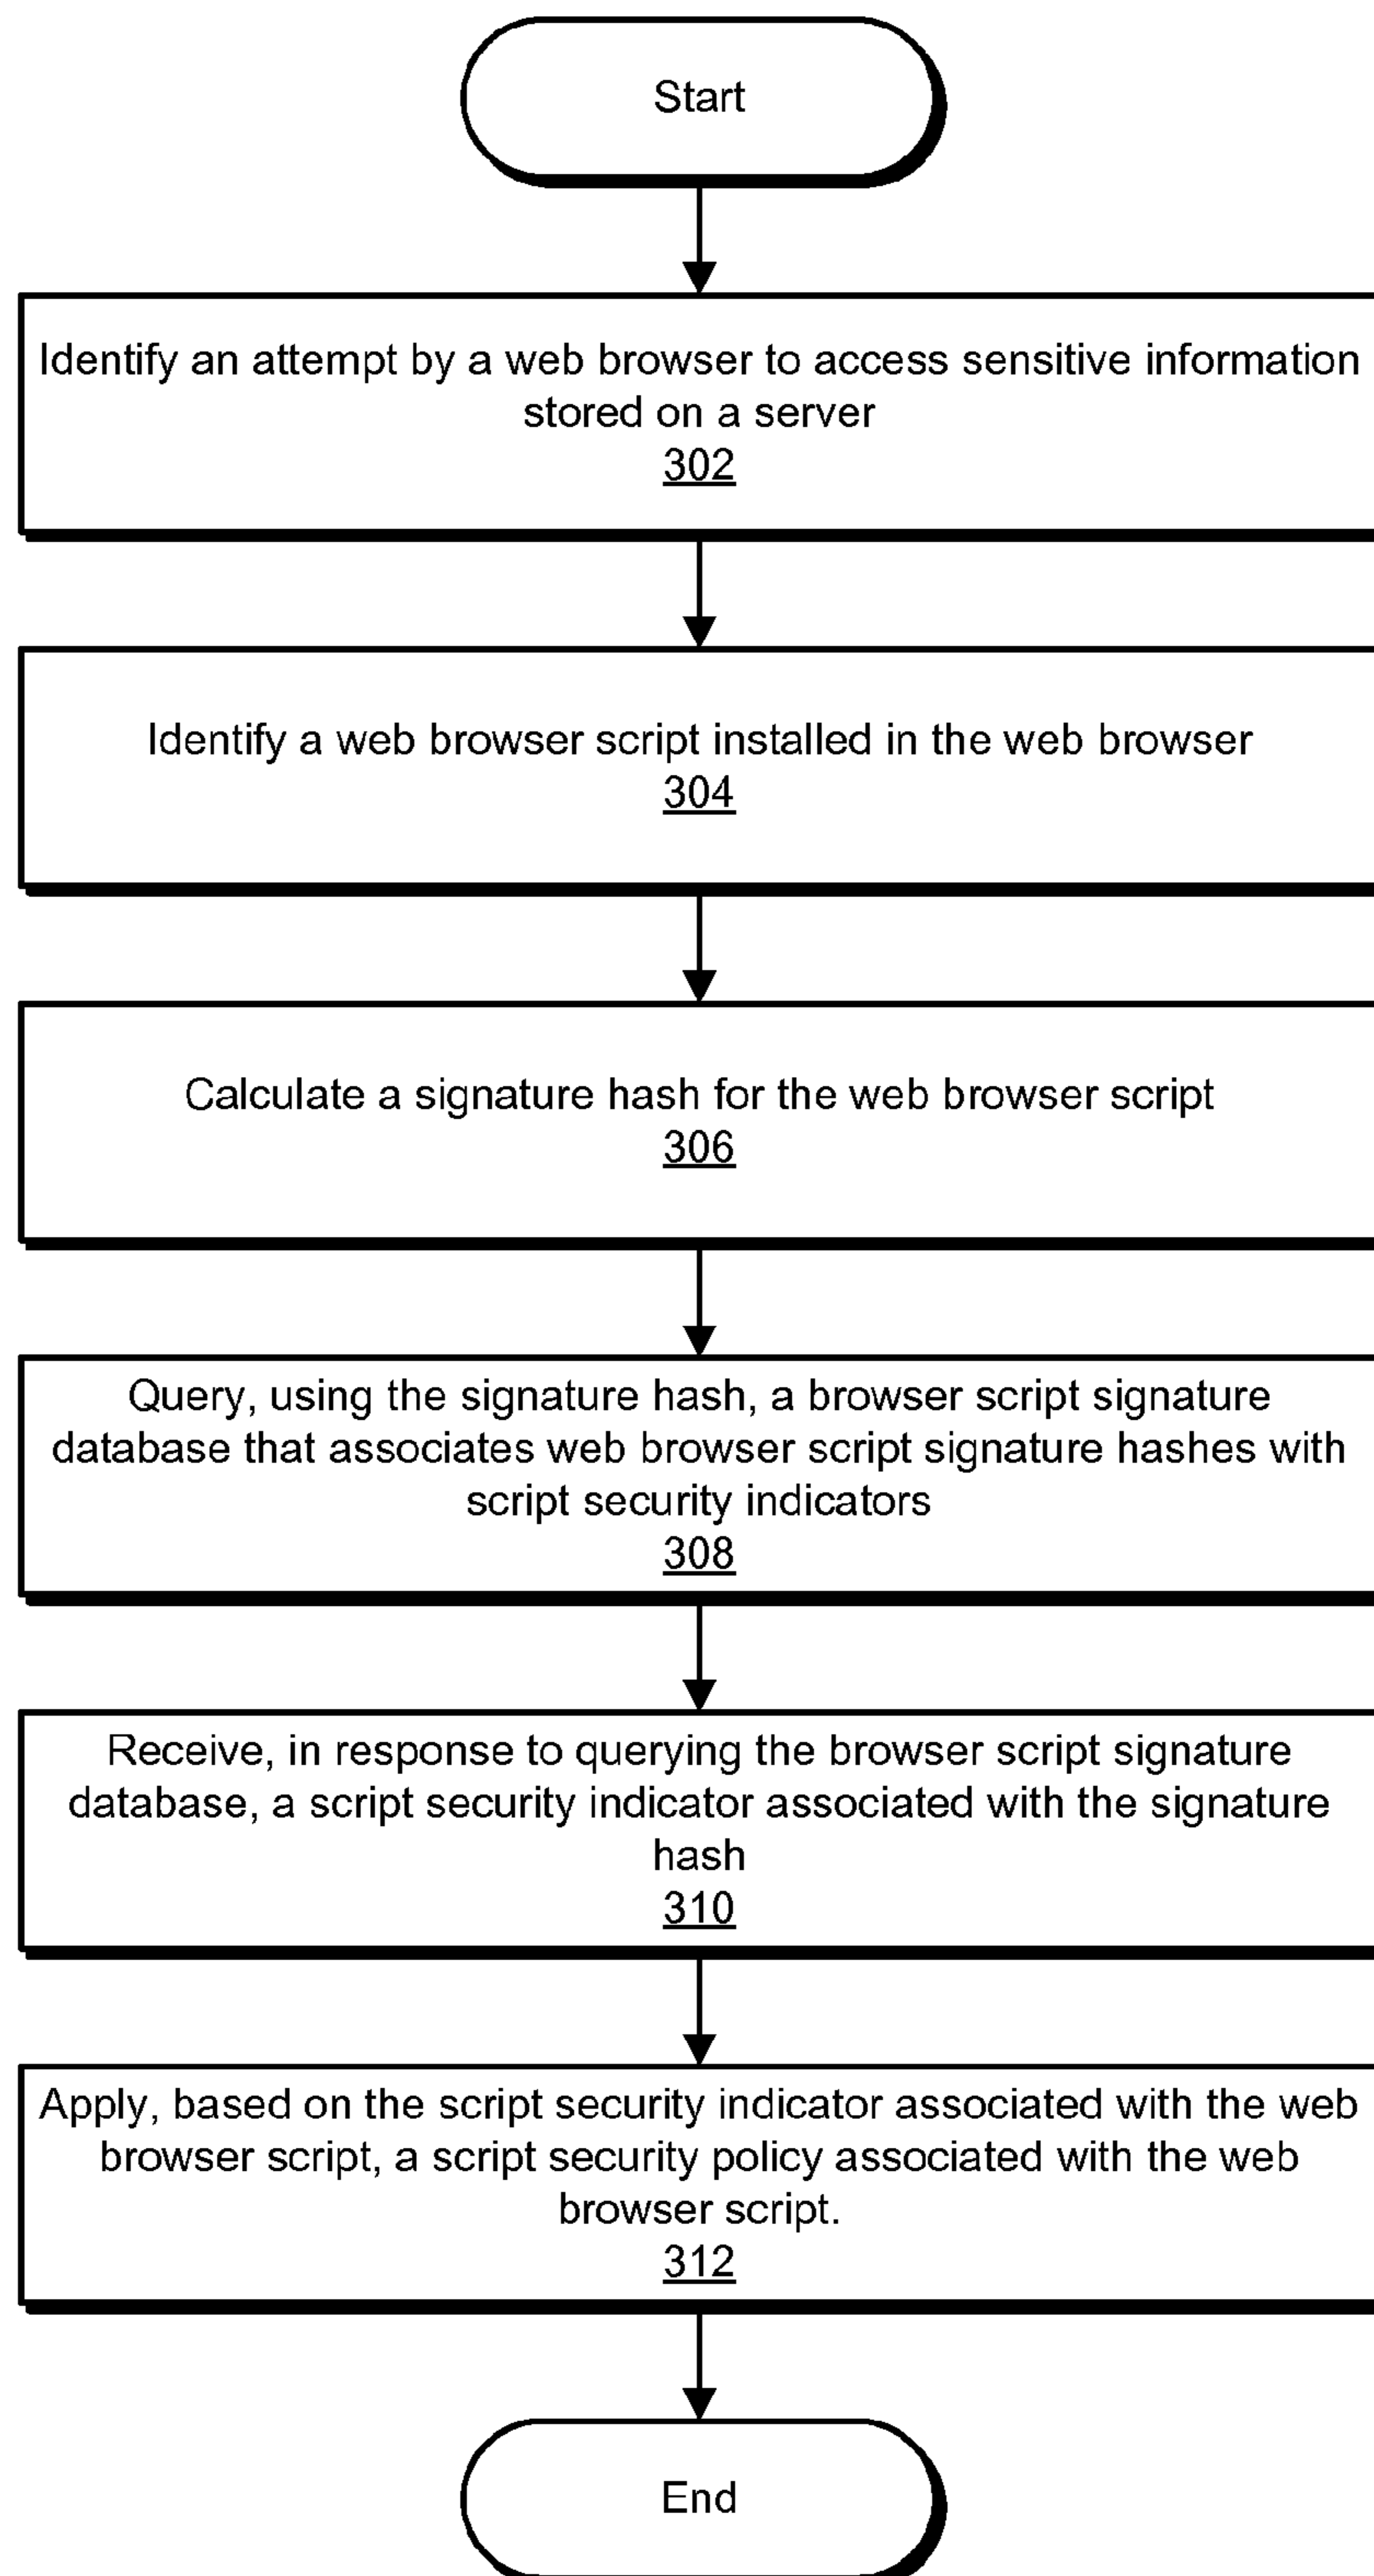 Start
Identify an attempt by a web browser to access sensitive information
stored on a server
302
Identify a web browser script installed in the web browser
304
Calculate a signature hash for the web browser script
306
Query, using the signature hash, a browser script signature
database that associates web browser script signature hashes with
script security indicators
308
Receive, in response to querying the browser script signature
database, a script security indicator associated with the signature
hash
310
Apply, based on the script security indicator associated with the web
browser script, a script security policy associated with the web
browser script.
312
End